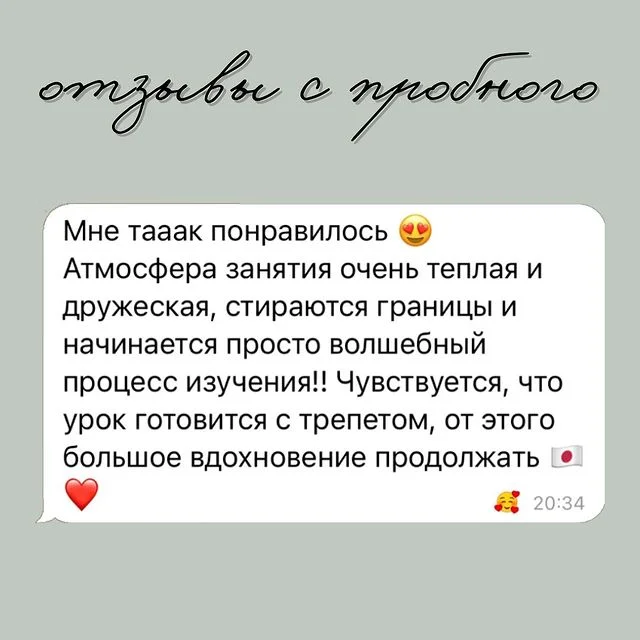 отзывы с пробного
Мне тааак понравилось 😍
Атмосфера занятия очень теплая и
дружеская, стираются границы и
начинается просто волшебный
процесс изучения!! Чувствуется, что
урок готовится с трепетом, от этого
большое вдохновение продолжать 🇯🇵
❤️ 🥰 20:34